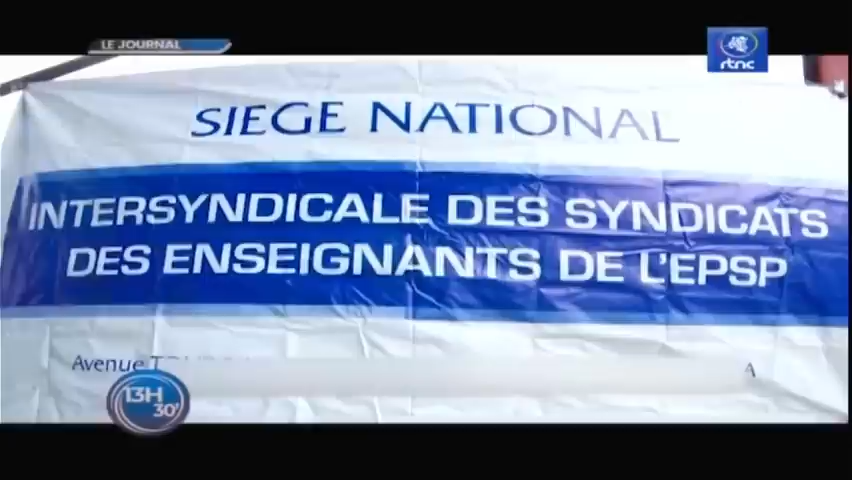 LE JOURNAL
rtnc
SIEGE NATIONAL
INTERSYNDICALE DES SYNDICATS
DES ENSEIGNANTS DE L'EPSP
Avenue
A
13H
30'